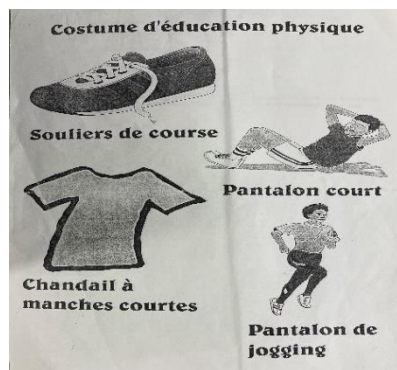 Costume d'éducation physique
Souliers de course
Pantalon court
Chandail à
manches courtes
Pantalon de
jogging